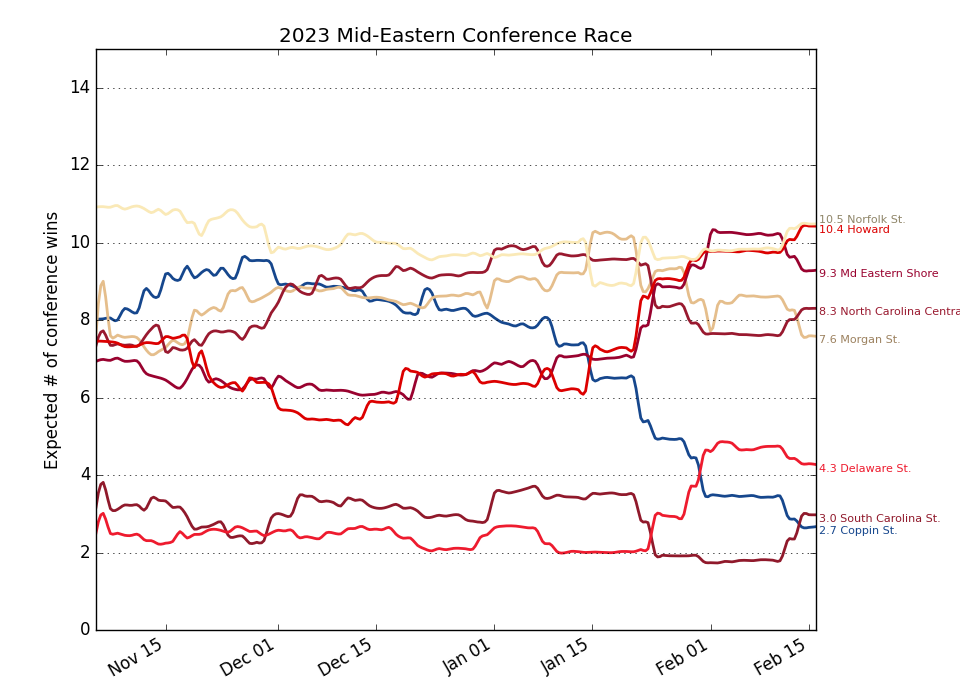 2023 Mid-Eastern Conference Race
Expected # of conference wins
14
12
10
8
6
4
2
0
Nov 15
Dec 01
Dec 15
Jan 01
Jan 15
Feb 01
Feb 15
10.5 Norfolk St.
10.4 Howard
9.3 Md Eastern Shore
8.3 North Carolina Centra
7.6 Morgan St.
4.3 Delaware St.
3.0 South Carolina St.
2.7 Coppin St.